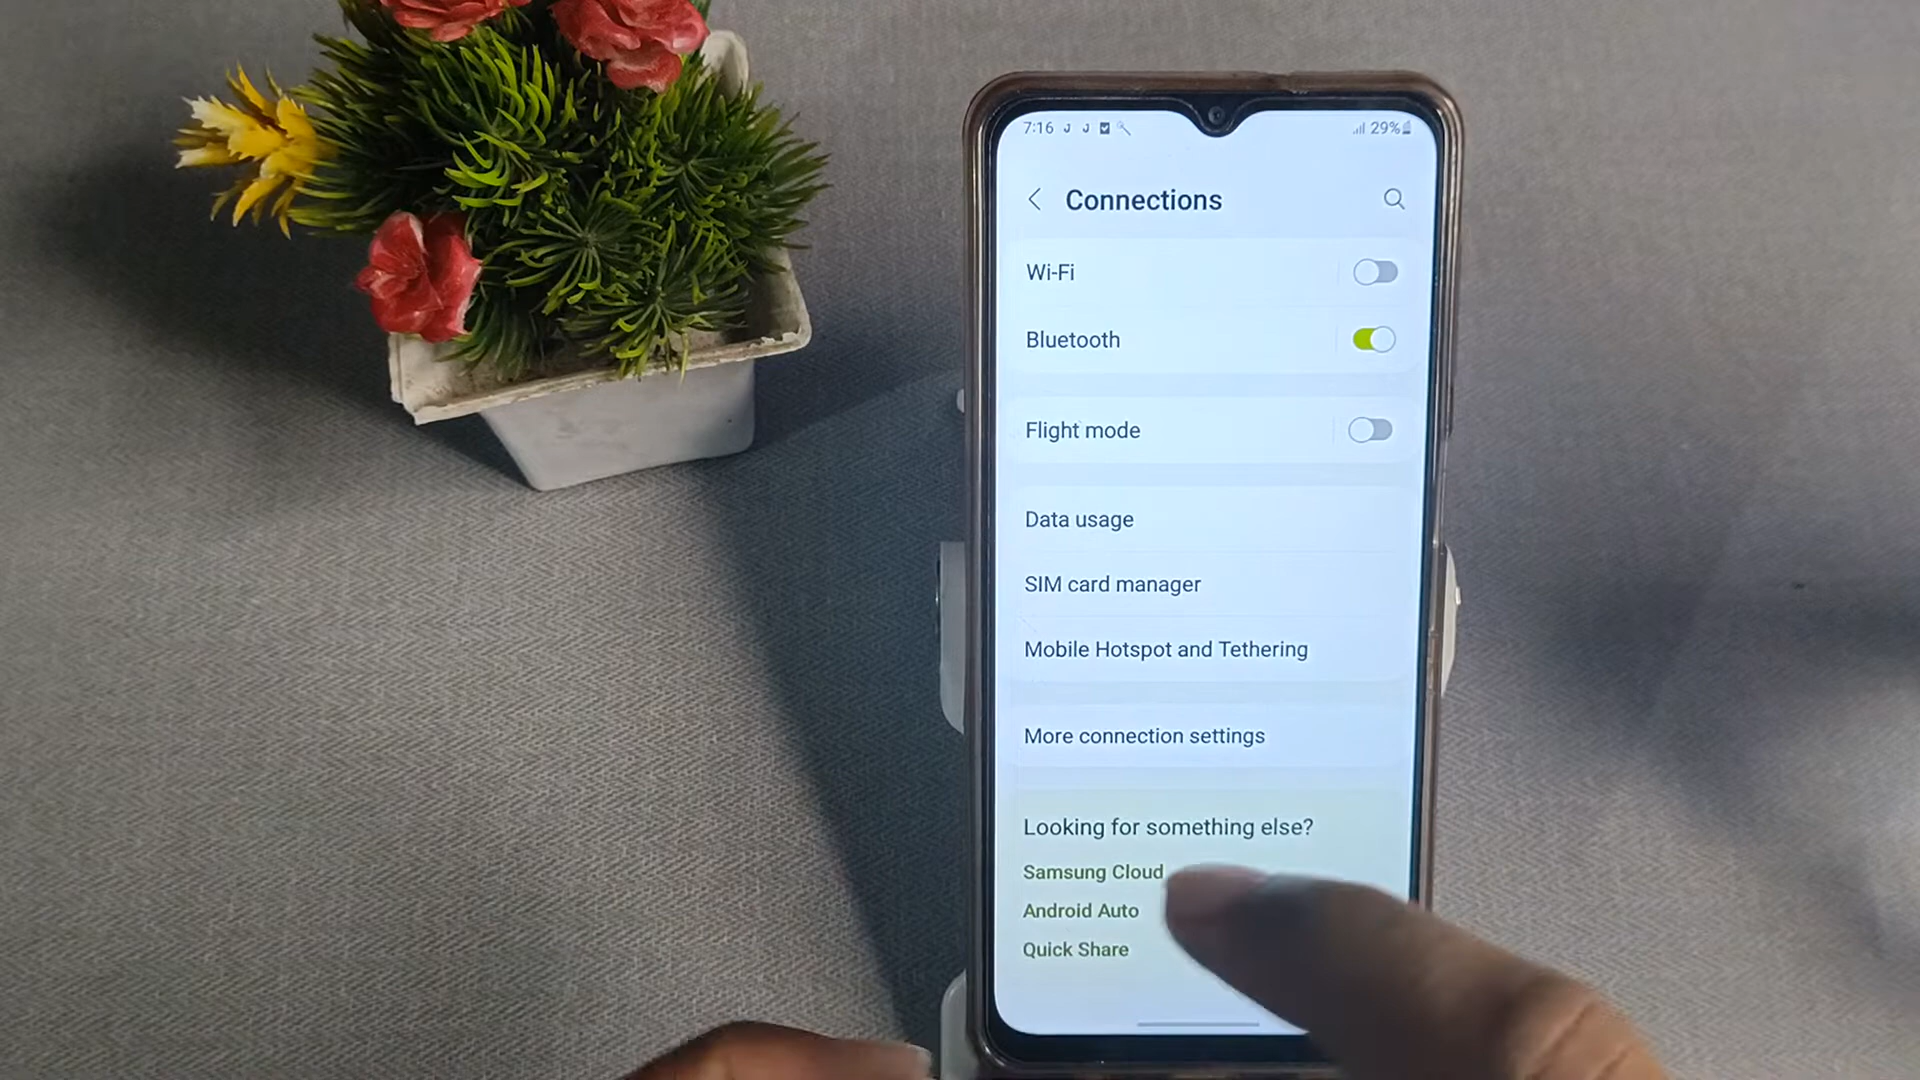 7:16
29%
Connections
Wi-Fi
Bluetooth
Flight mode
Data usage
SIM card manager
Mobile Hotspot and Tethering
More connection settings
Looking for something else?
Samsung Cloud
Android Auto
Quick Share